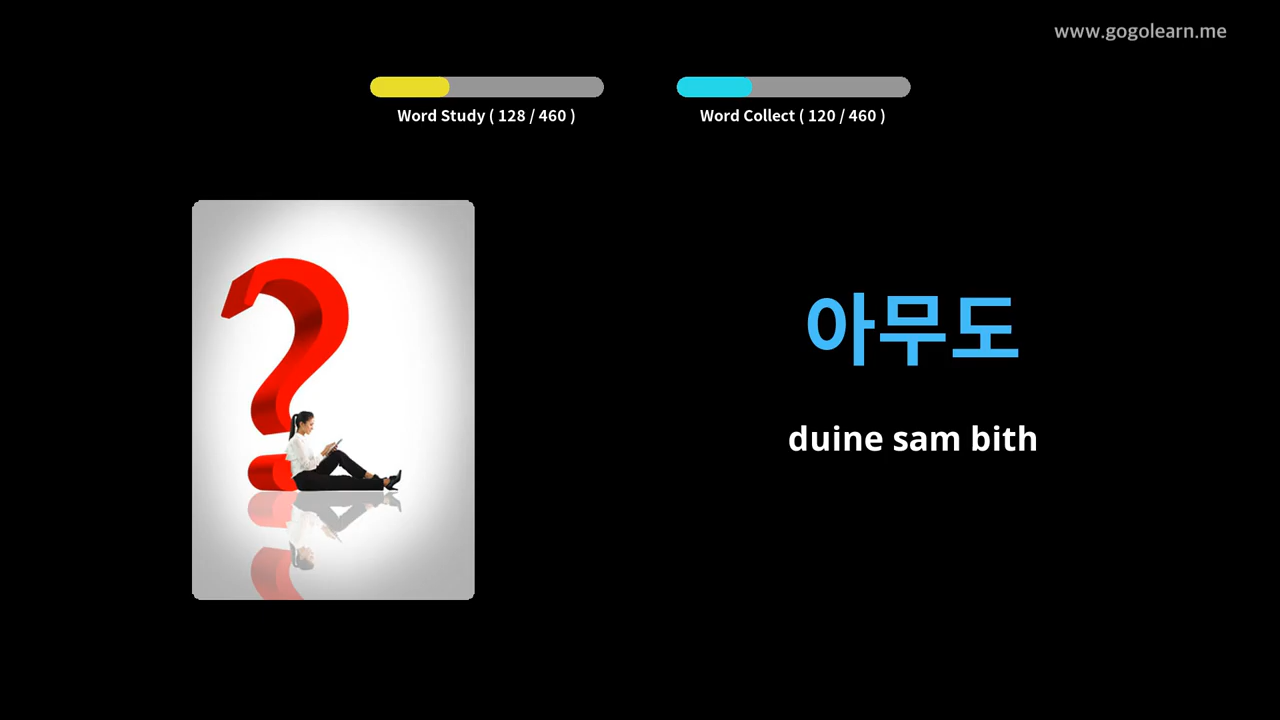 www.gogolearn.me
Word Study ( 128 / 460 )
Word Collect ( 120 / 460 )
아무도
duine sam bith